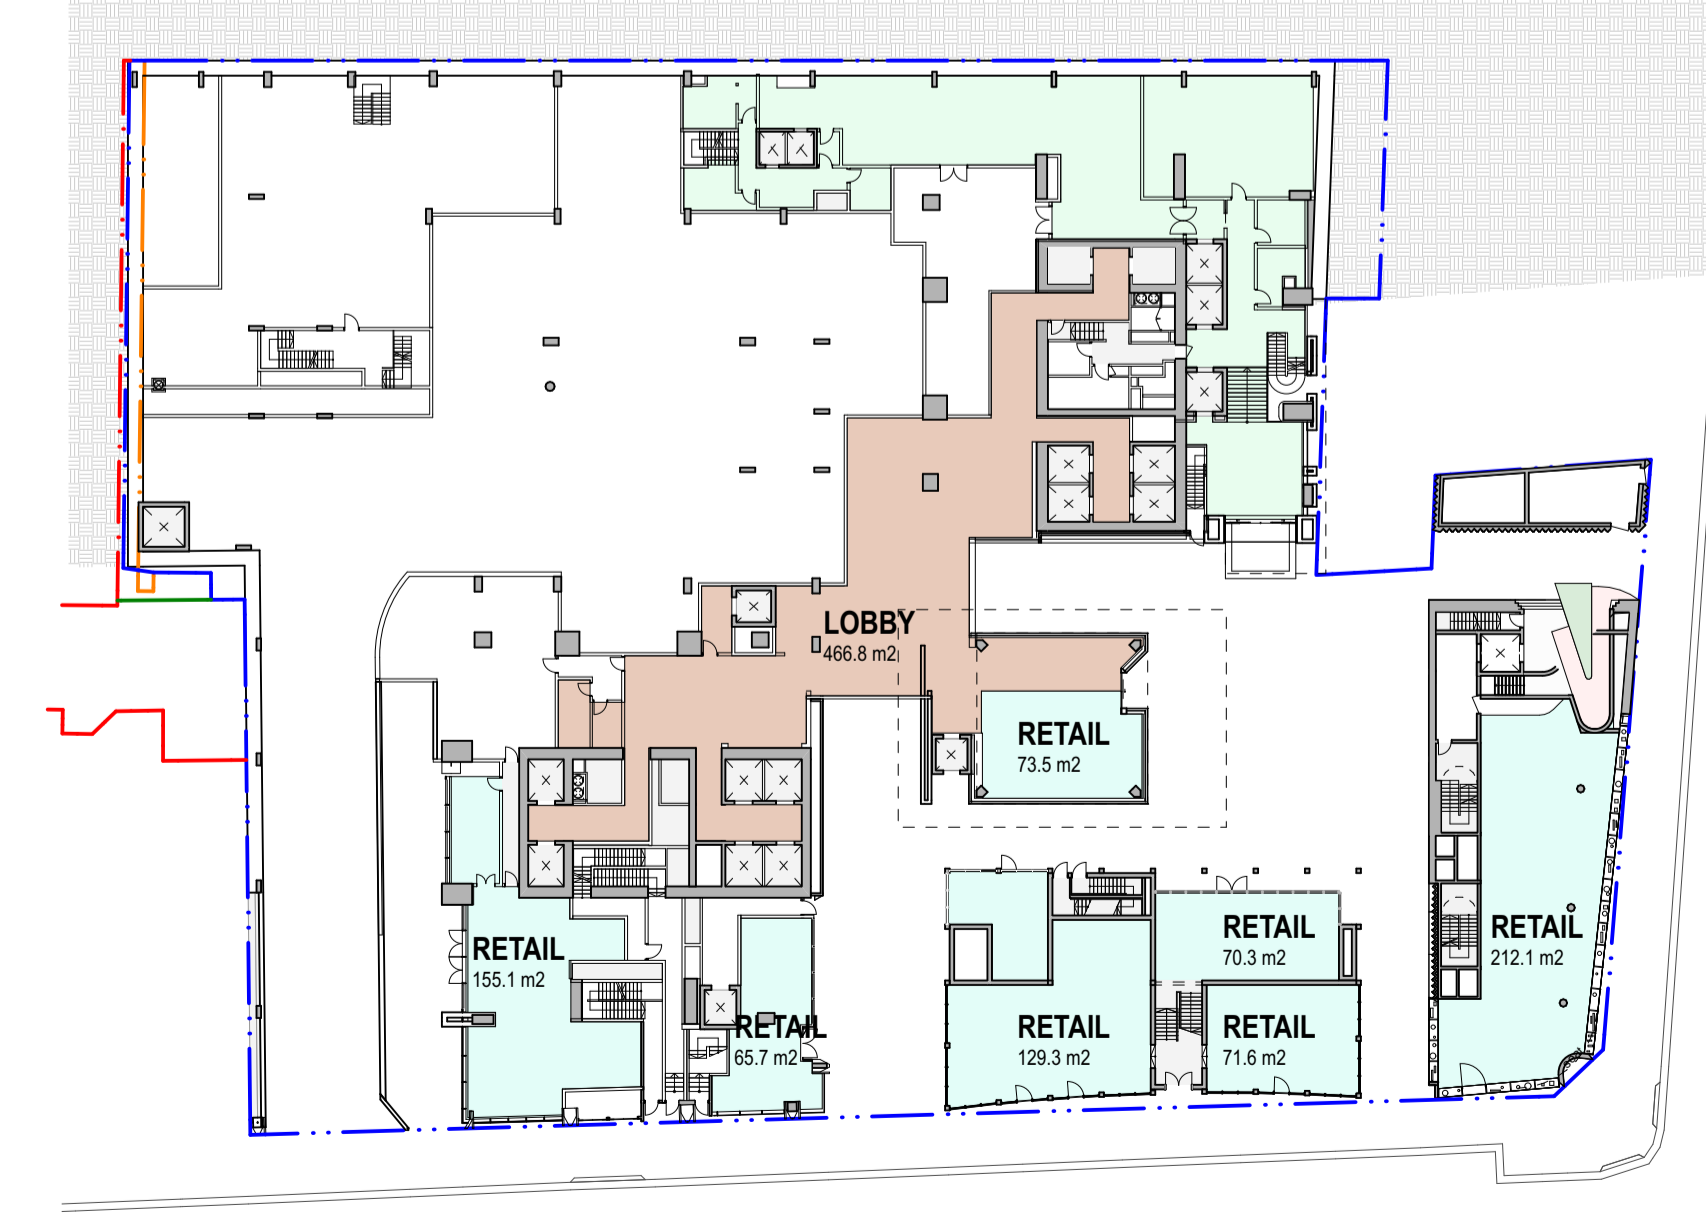 LOBBY
466.8 m2
RETAIL
73.5 m2
RETAIL
155.1 m2
RETAIL
65.7 m2
RETAIL
129.3 m2
RETAIL
70.3 m2
RETAIL
71.6 m2
RETAIL
212.1 m2